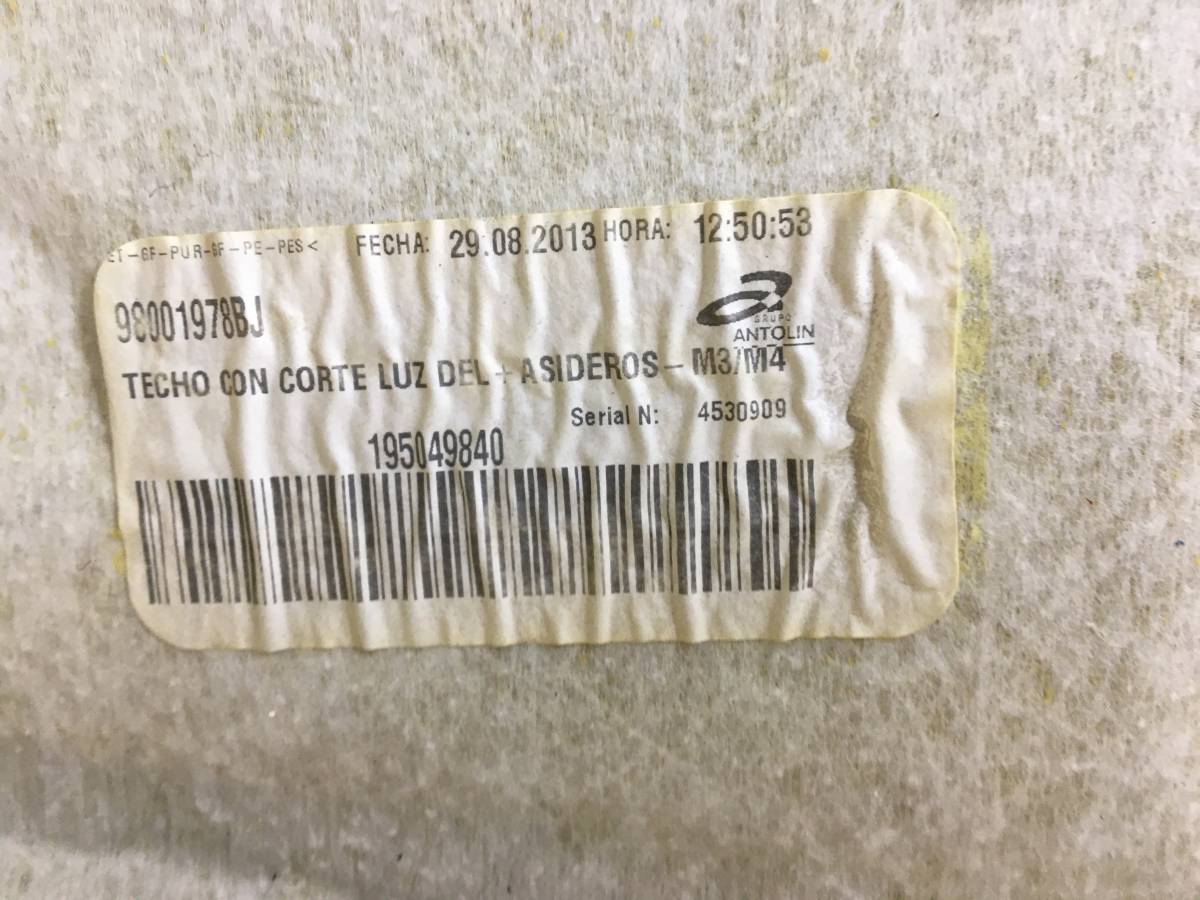 ET-GF-PUR-GF-PE-PES< FECHA: 29.08.2013 HORA: 12:50:53
98001978BJ
GRUPO
ANTOLIN
TECHO CON CORTE LUZ DEL + ASIDEROS - M3/M4
Serial N: 4530909
195049840